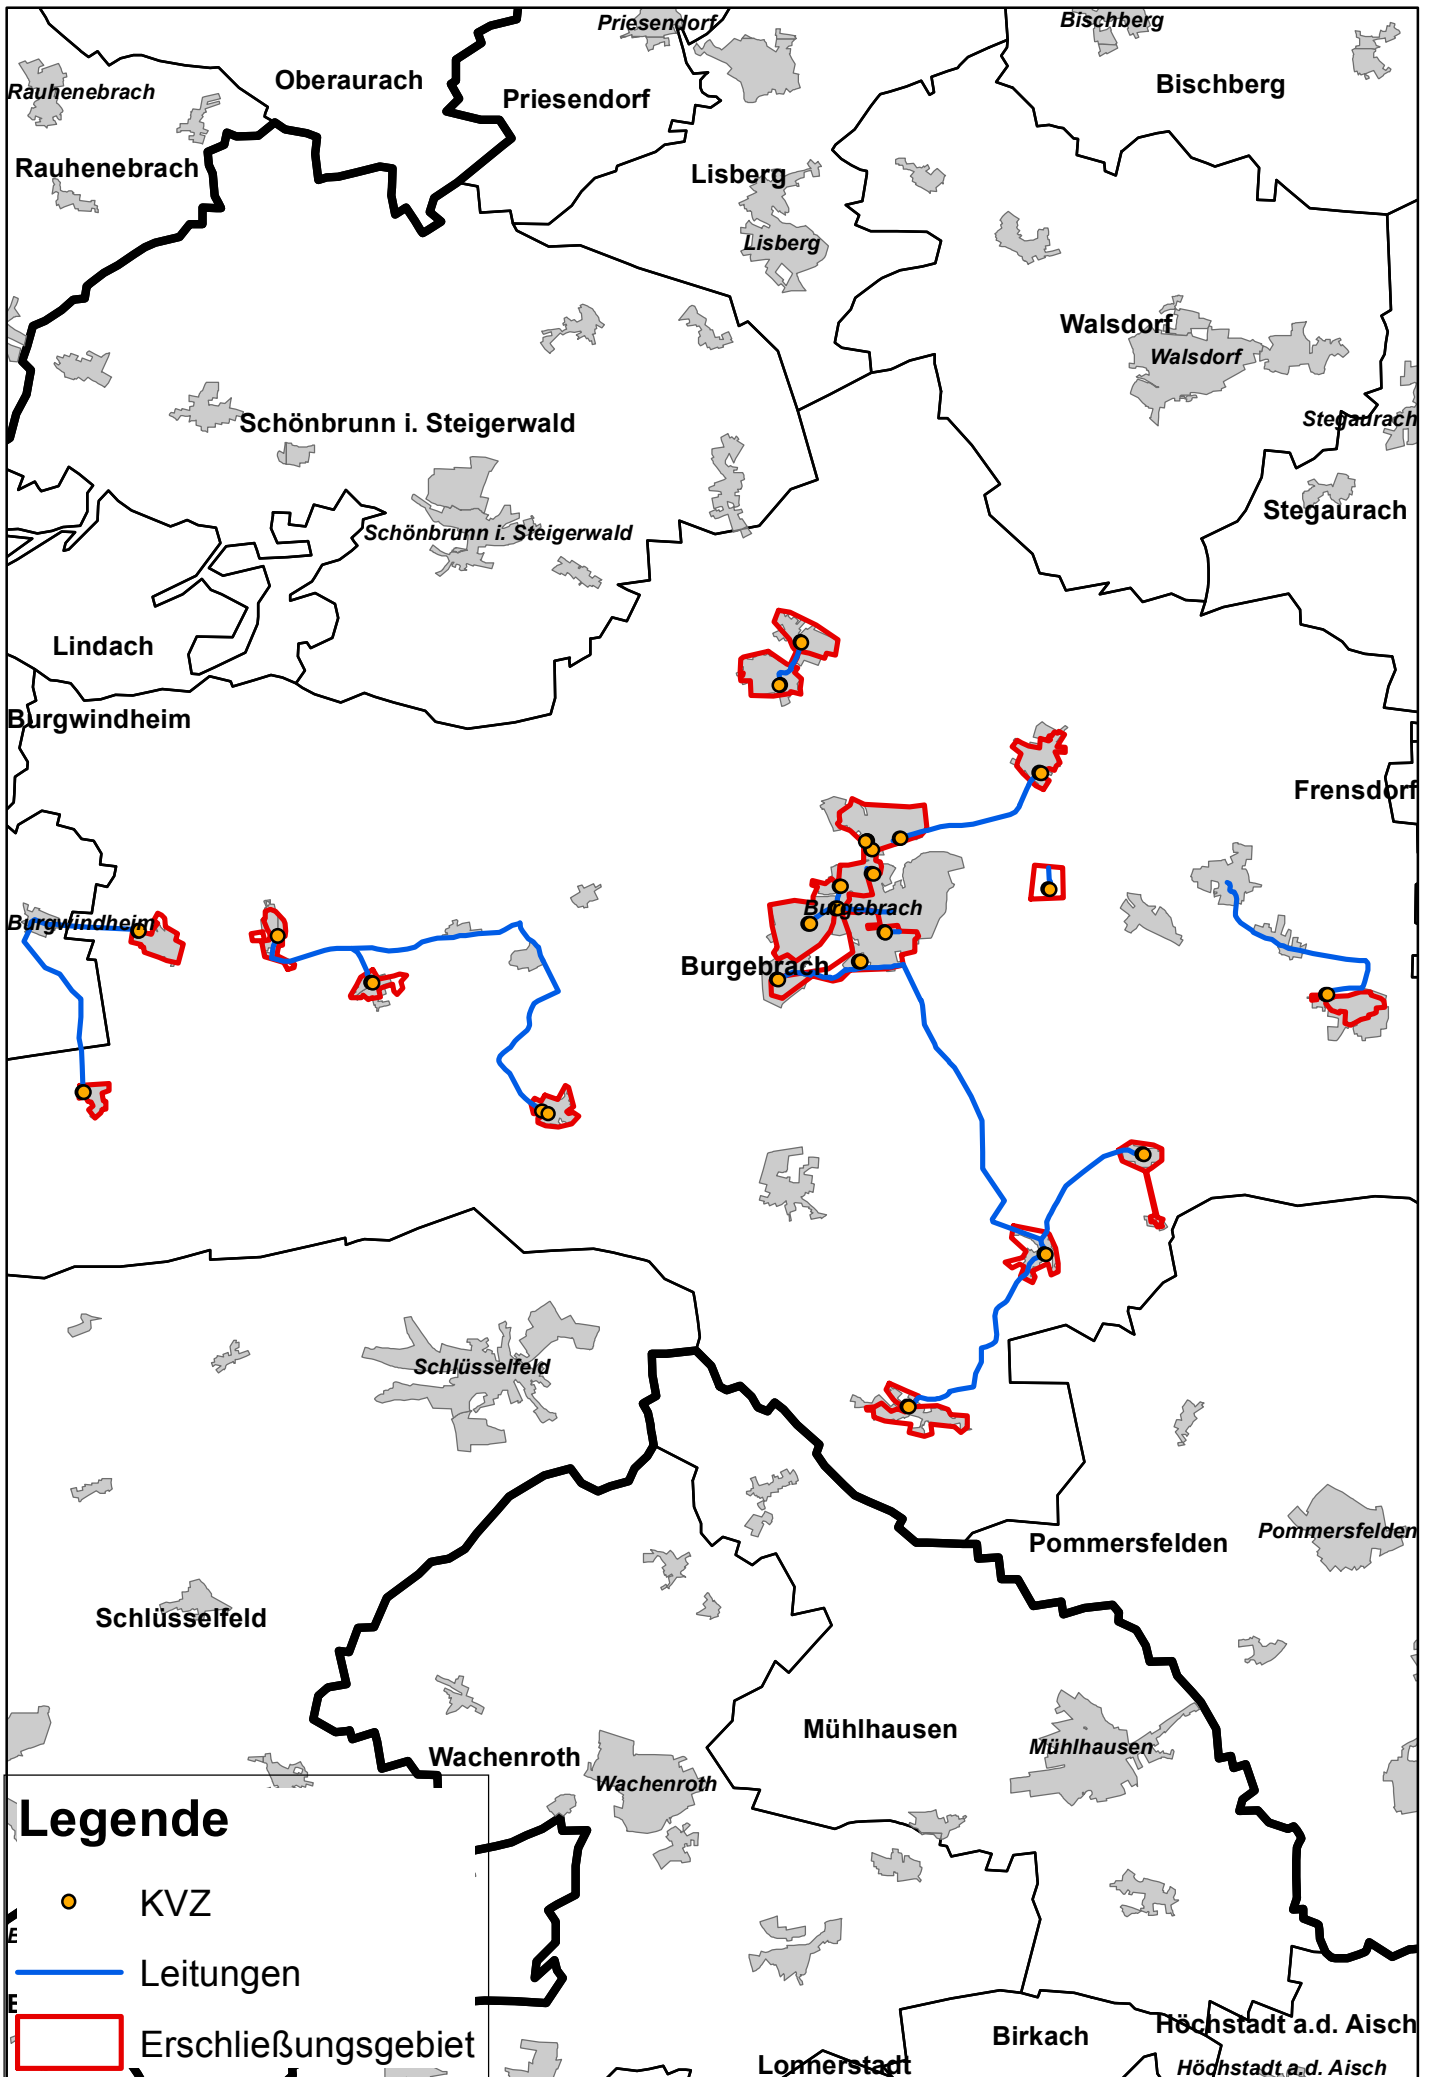 Priesendorf
Bischberg
Oberaurach
Rauhenebrach
Priesendorf
Bischberg
Rauhenebrach
Lisberg
Lisberg
Walsdorf
Walsdorf
Schönbrunn i. Steigerwald
Stegaurach
Stegaurach
Schönbrunn i. Steigerwald
Lindach
Burgwindheim
Frensdorf
Burgwindheim
Burgebrach
Burgebrach
Schlüsselfeld
Pommersfelden
Pommersfelden
Schlüsselfeld
Mühlhausen
Mühlhausen
Wachenroth
Wachenroth
Legende
KVZ
Leitungen
Erschließungsgebiet
Birkach
Höchstadt a.d. Aisch
Lonnerstadt
Höchstadt a.d. Aisch